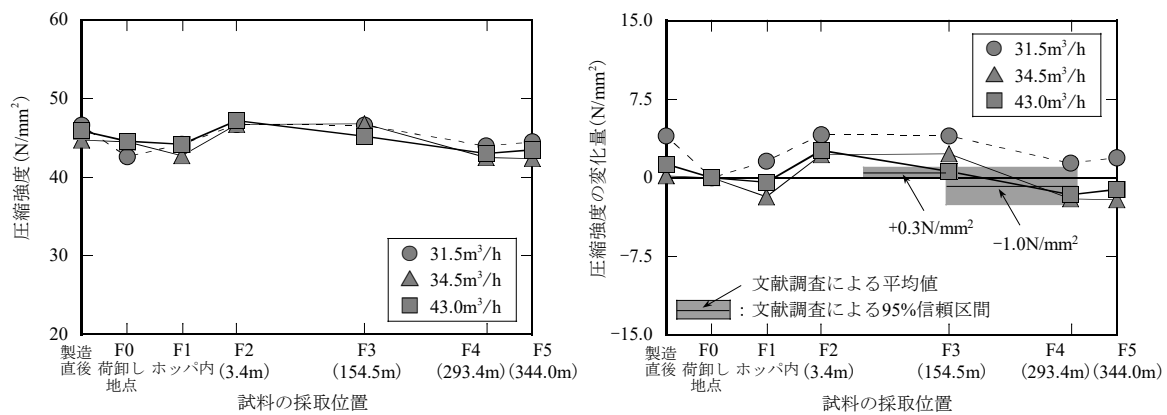 60
50
40
30
20
圧縮強度(N/mm²)
31.5m³/h
34.5m³/h
43.0m³/h
製造
直後
F0
荷卸し
地点
F1
ホッパ内
F2
(3.4m)
F3
(154.5m)
F4
(293.4m)
F5
(344.0m)
試料の採取位置
15.0
7.5
0
−7.5
−15.0
圧縮強度の変化量(N/mm²)
31.5m³/h
34.5m³/h
43.0m³/h
+0.3N/mm²
−1.0N/mm²
文献調査による平均値
:文献調査による95%信頼区間
製造
直後
F0
荷卸し
地点
F1
ホッパ内
F2
(3.4m)
F3
(154.5m)
F4
(293.4m)
F5
(344.0m)
試料の採取位置